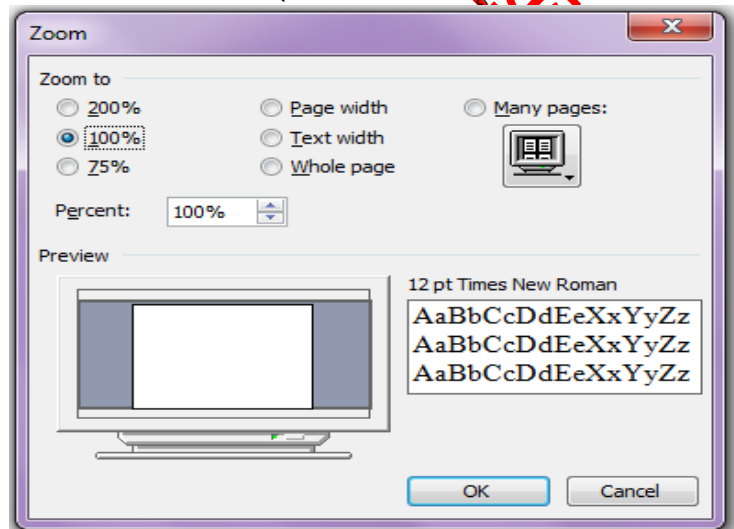 Zoom
Zoom to
200% Page width Many pages:
100% Text width
75% Whole page
Percent: 100%
Preview
12 pt Times New Roman
AaBbCcDdEeXxYyZz
AaBbCcDdEeXxYyZz
AaBbCcDdEeXxYyZz
OK Cancel